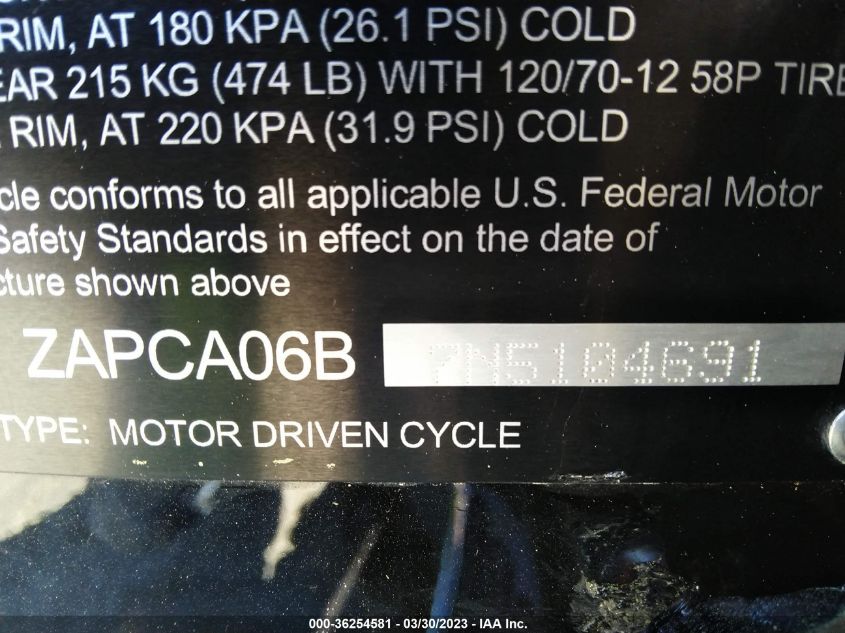 RIM, AT 180 KPA (26.1 PSI) COLD
EAR 215 KG (474 LB) WITH 120/70-12 58P TIRE
RIM, AT 220 KPA (31.9 PSI) COLD
cle conforms to all applicable U.S. Federal Motor
Safety Standards in effect on the date of
cture shown above
ZAPCA06B 7N5104691
TYPE: MOTOR DRIVEN CYCLE
000-36254581 - 03/30/2023 - IAA Inc.